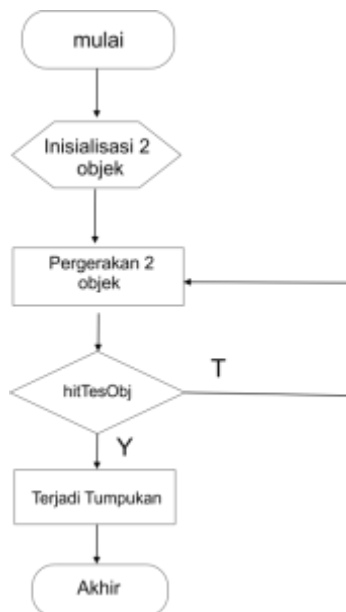 mulai
Inisialisasi 2
objek
Pergerakan 2
objek
hitTesObj
T
Y
Terjadi Tumpukan
Akhir